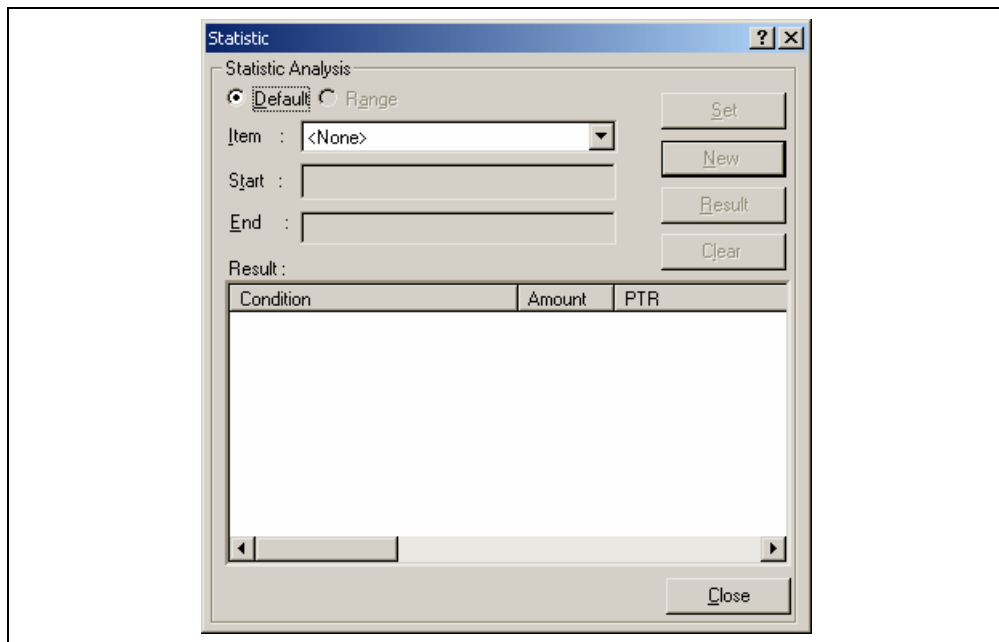 Statistic
Statistic Analysis
Default Range
Set
Item : <None>
New
Start :
Result
End :
Clear
Result :
Condition Amount PTR
Close